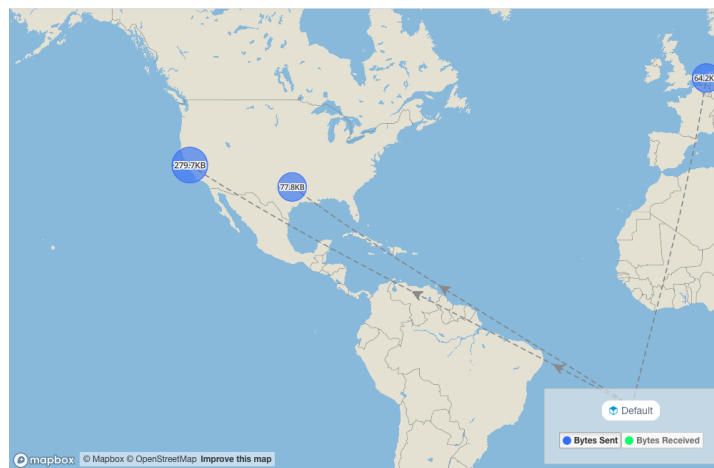 64.2K
279.7KB
77.8KB
Default
Bytes Sent Bytes Received
mapbox © Mapbox © OpenStreetMap Improve this map